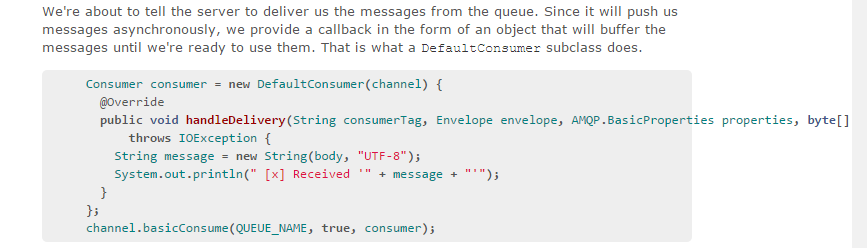 We're about to tell the server to deliver us the messages from the queue. Since it will push us
messages asynchronously, we provide a callback in the form of an object that will buffer the
messages until we're ready to use them. That is what a DefaultConsumer subclass does.
Consumer consumer = new DefaultConsumer(channel) {
  @Override
  public void handleDelivery(String consumerTag, Envelope envelope, AMQP.BasicProperties properties, byte[]
      throws IOException {
    String message = new String(body, "UTF-8");
    System.out.println(" [x] Received '" + message + "'");
  }
};
channel.basicConsume(QUEUE_NAME, true, consumer);